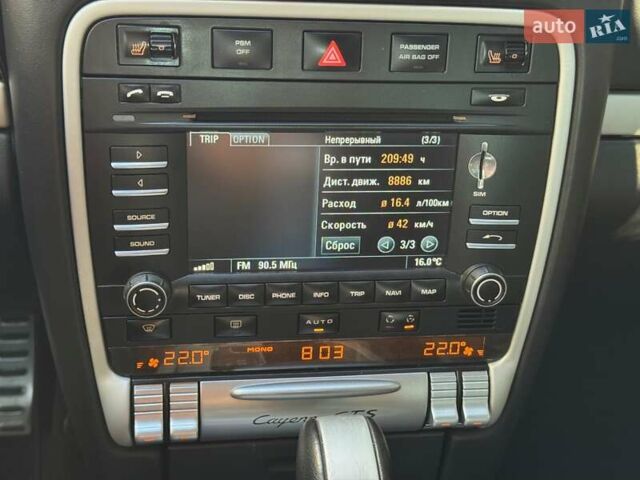 auto RIA
.com
PSM OFF
PASSENGER AIR BAG OFF
TRIP OPTION Непрерывный (3/3)
Вр. в пути 209:49 ч
Дист. движ. 8886 км
Расход ø 16.4 л/100км
Скорость ø 42 км/ч
Сброс 3/3
FM 90.5 МГц 16.0°C
SOURCE
SOUND
SIM
OPTION
TUNER DISC PHONE INFO TRIP NAVI MAP
AUTO
22.0° MONO 8:03 22.0°
Cayenne GTS